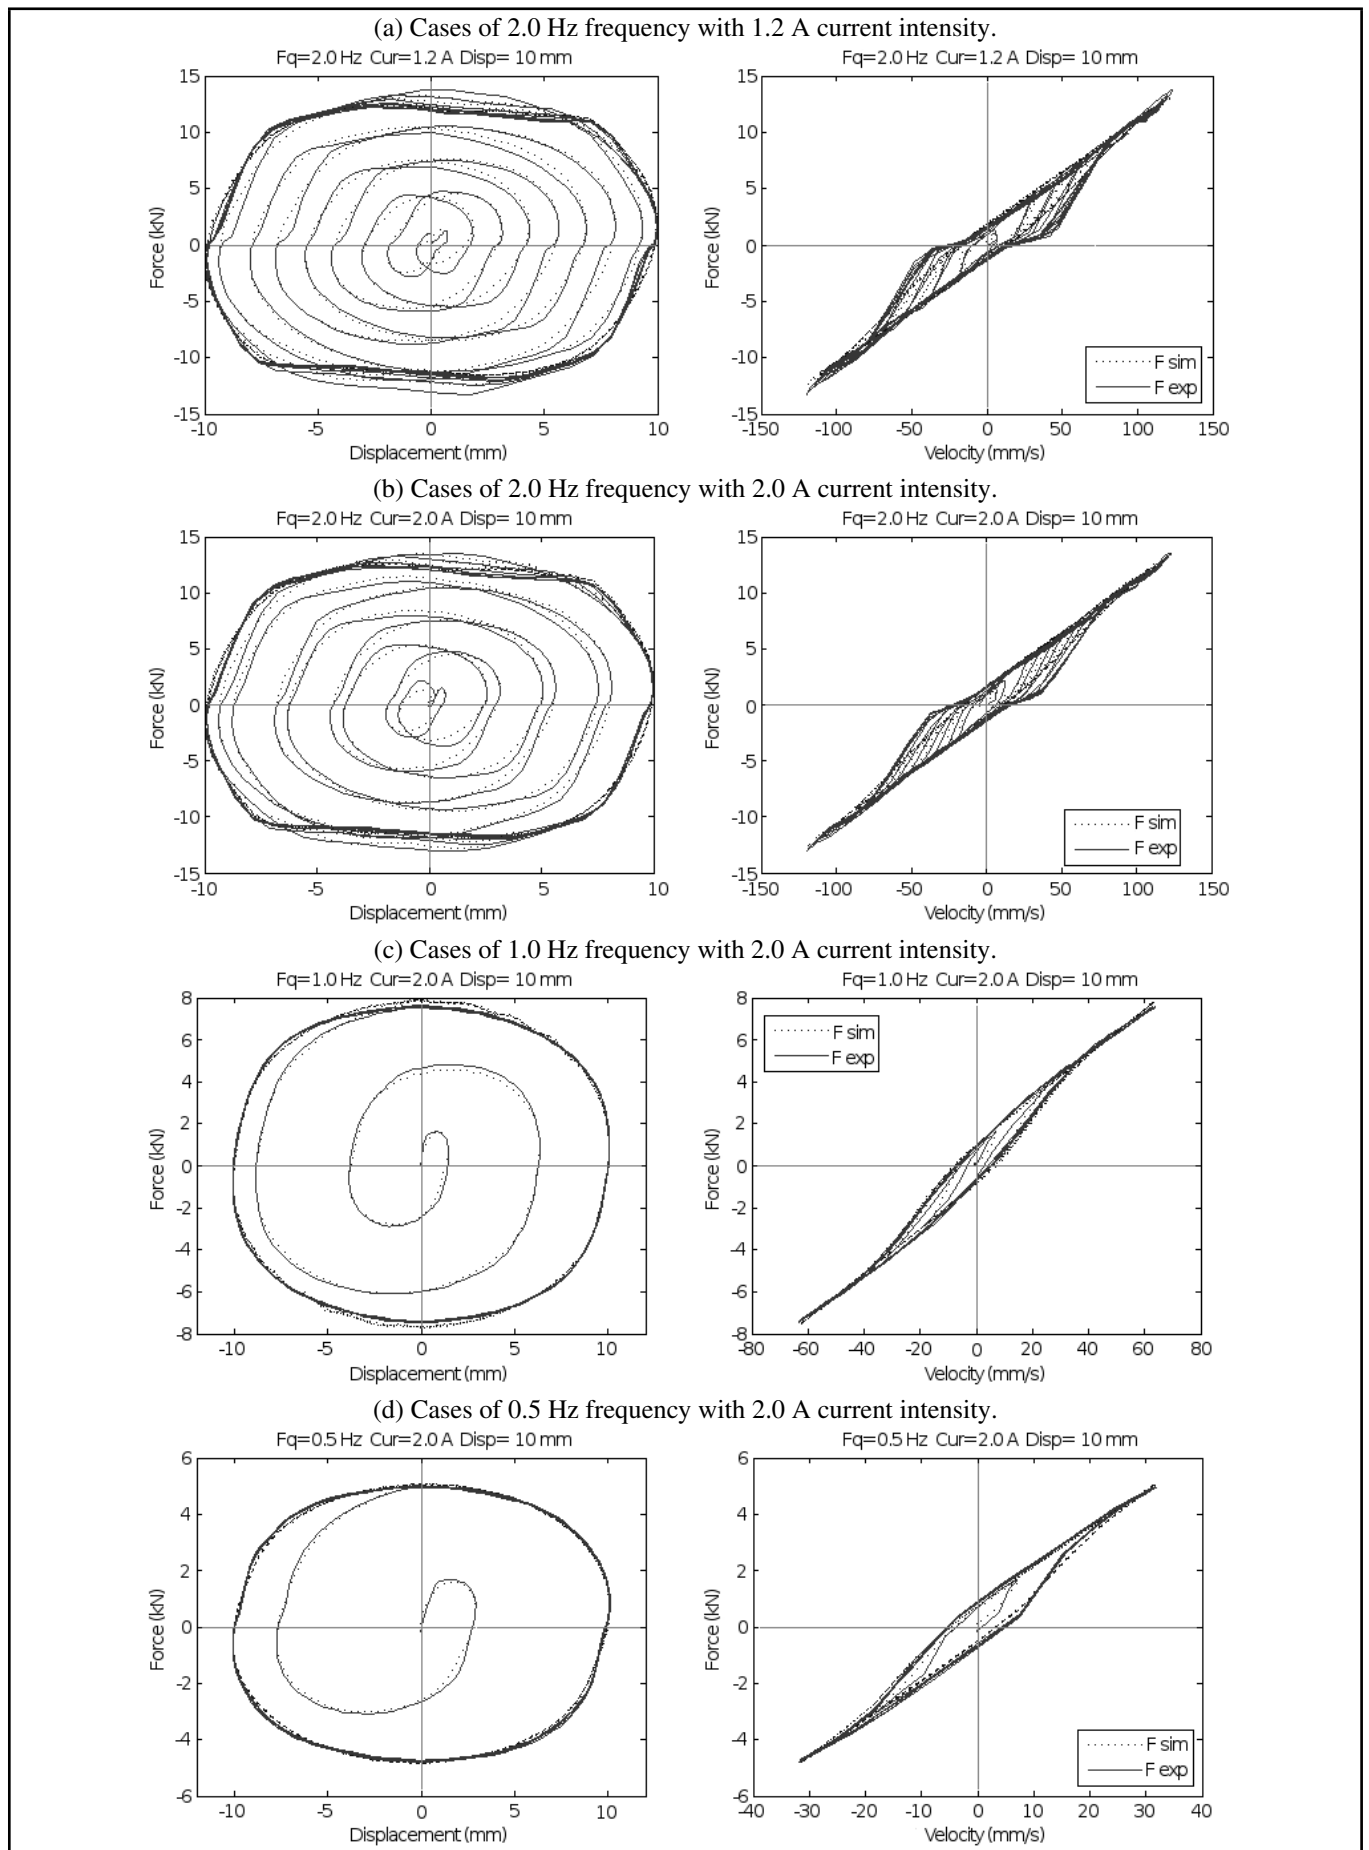 (a) Cases of 2.0 Hz frequency with 1.2 A current intensity.
Fq=2.0 Hz Cur=1.2 A Disp= 10 mm
15
10
5
0
-5
-10
-15
Force (kN)
-10 -5 0 5 10
Displacement (mm)
Fq=2.0 Hz Cur=1.2 A Disp= 10 mm
15
10
5
0
-5
-10
-15
Force (kN)
F sim
F exp
-150 -100 -50 0 50 100 150
Velocity (mm/s)
(b) Cases of 2.0 Hz frequency with 2.0 A current intensity.
Fq=2.0 Hz Cur=2.0 A Disp= 10 mm
15
10
5
0
-5
-10
-15
Force (kN)
-10 -5 0 5 10
Displacement (mm)
Fq=2.0 Hz Cur=2.0 A Disp= 10 mm
15
10
5
0
-5
-10
-15
Force (kN)
F sim
F exp
-150 -100 -50 0 50 100 150
Velocity (mm/s)
(c) Cases of 1.0 Hz frequency with 2.0 A current intensity.
Fq=1.0 Hz Cur=2.0 A Disp= 10 mm
8
6
4
2
0
-2
-4
-6
-8
Force (kN)
-10 -5 0 5 10
Displacement (mm)
Fq=1.0 Hz Cur=2.0 A Disp= 10 mm
8
6
4
2
0
-2
-4
-6
-8
Force (kN)
F sim
F exp
-80 -60 -40 -20 0 20 40 60 80
Velocity (mm/s)
(d) Cases of 0.5 Hz frequency with 2.0 A current intensity.
Fq=0.5 Hz Cur=2.0 A Disp= 10 mm
6
4
2
0
-2
-4
-6
Force (kN)
-10 -5 0 5 10
Displacement (mm)
Fq=0.5 Hz Cur=2.0 A Disp= 10 mm
6
4
2
0
-2
-4
-6
Force (kN)
F sim
F exp
-40 -30 -20 -10 0 10 20 30 40
Velocity (mm/s)